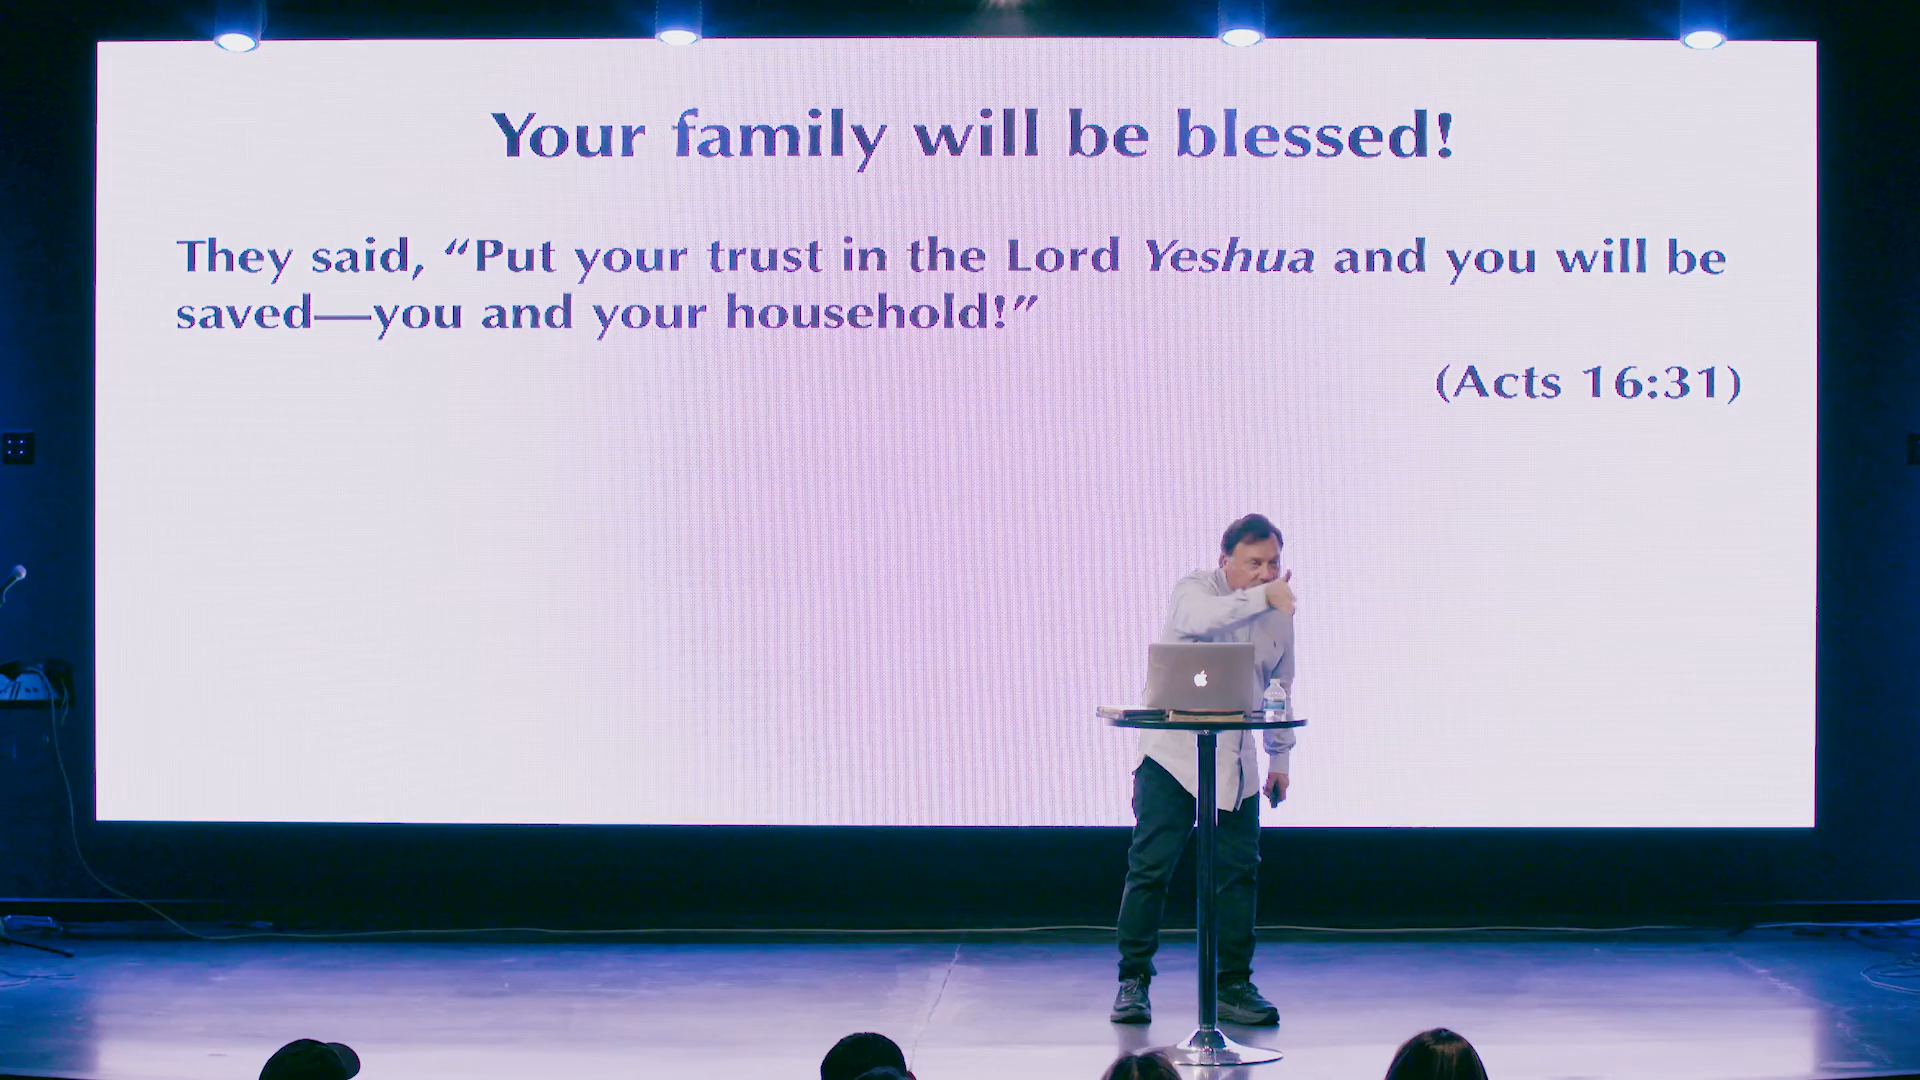 Your family will be blessed!
They said, “Put your trust in the Lord Yeshua and you will be
saved—you and your household!”
(Acts 16:31)